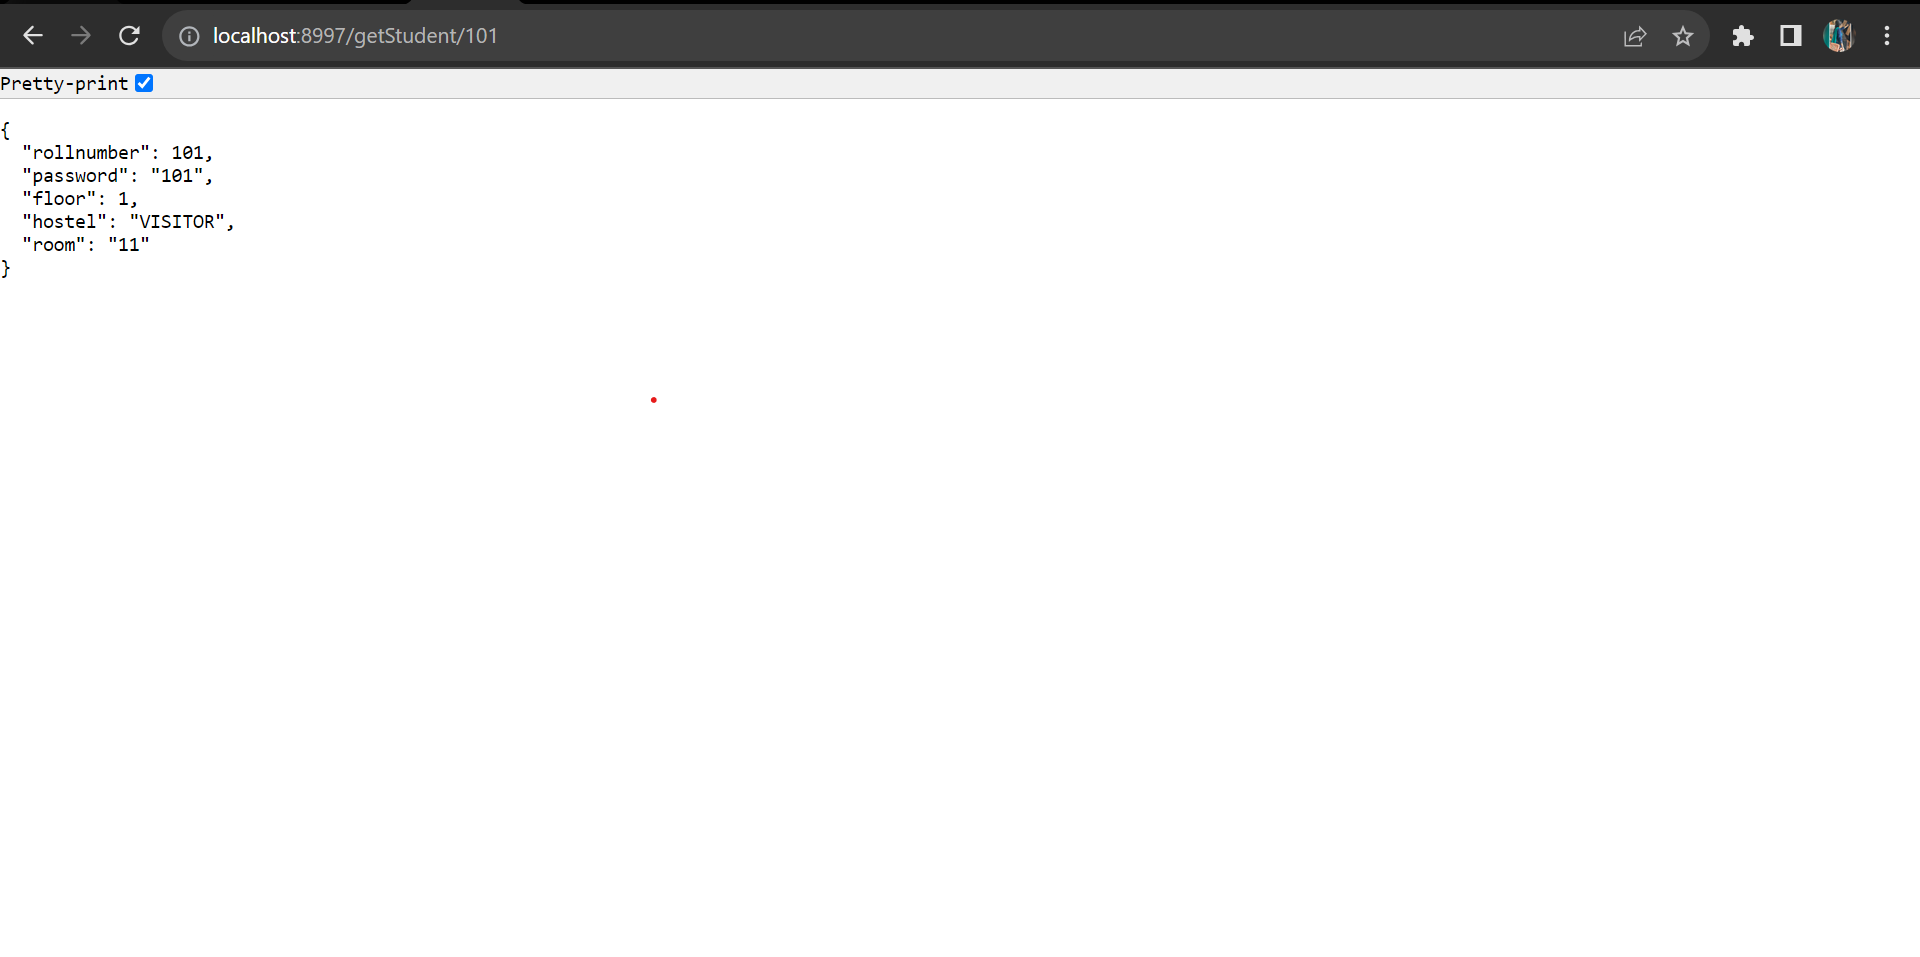 localhost:8997/getStudent/101
Pretty-print
{
  "rollnumber": 101,
  "password": "101",
  "floor": 1,
  "hostel": "VISITOR",
  "room": "11"
}